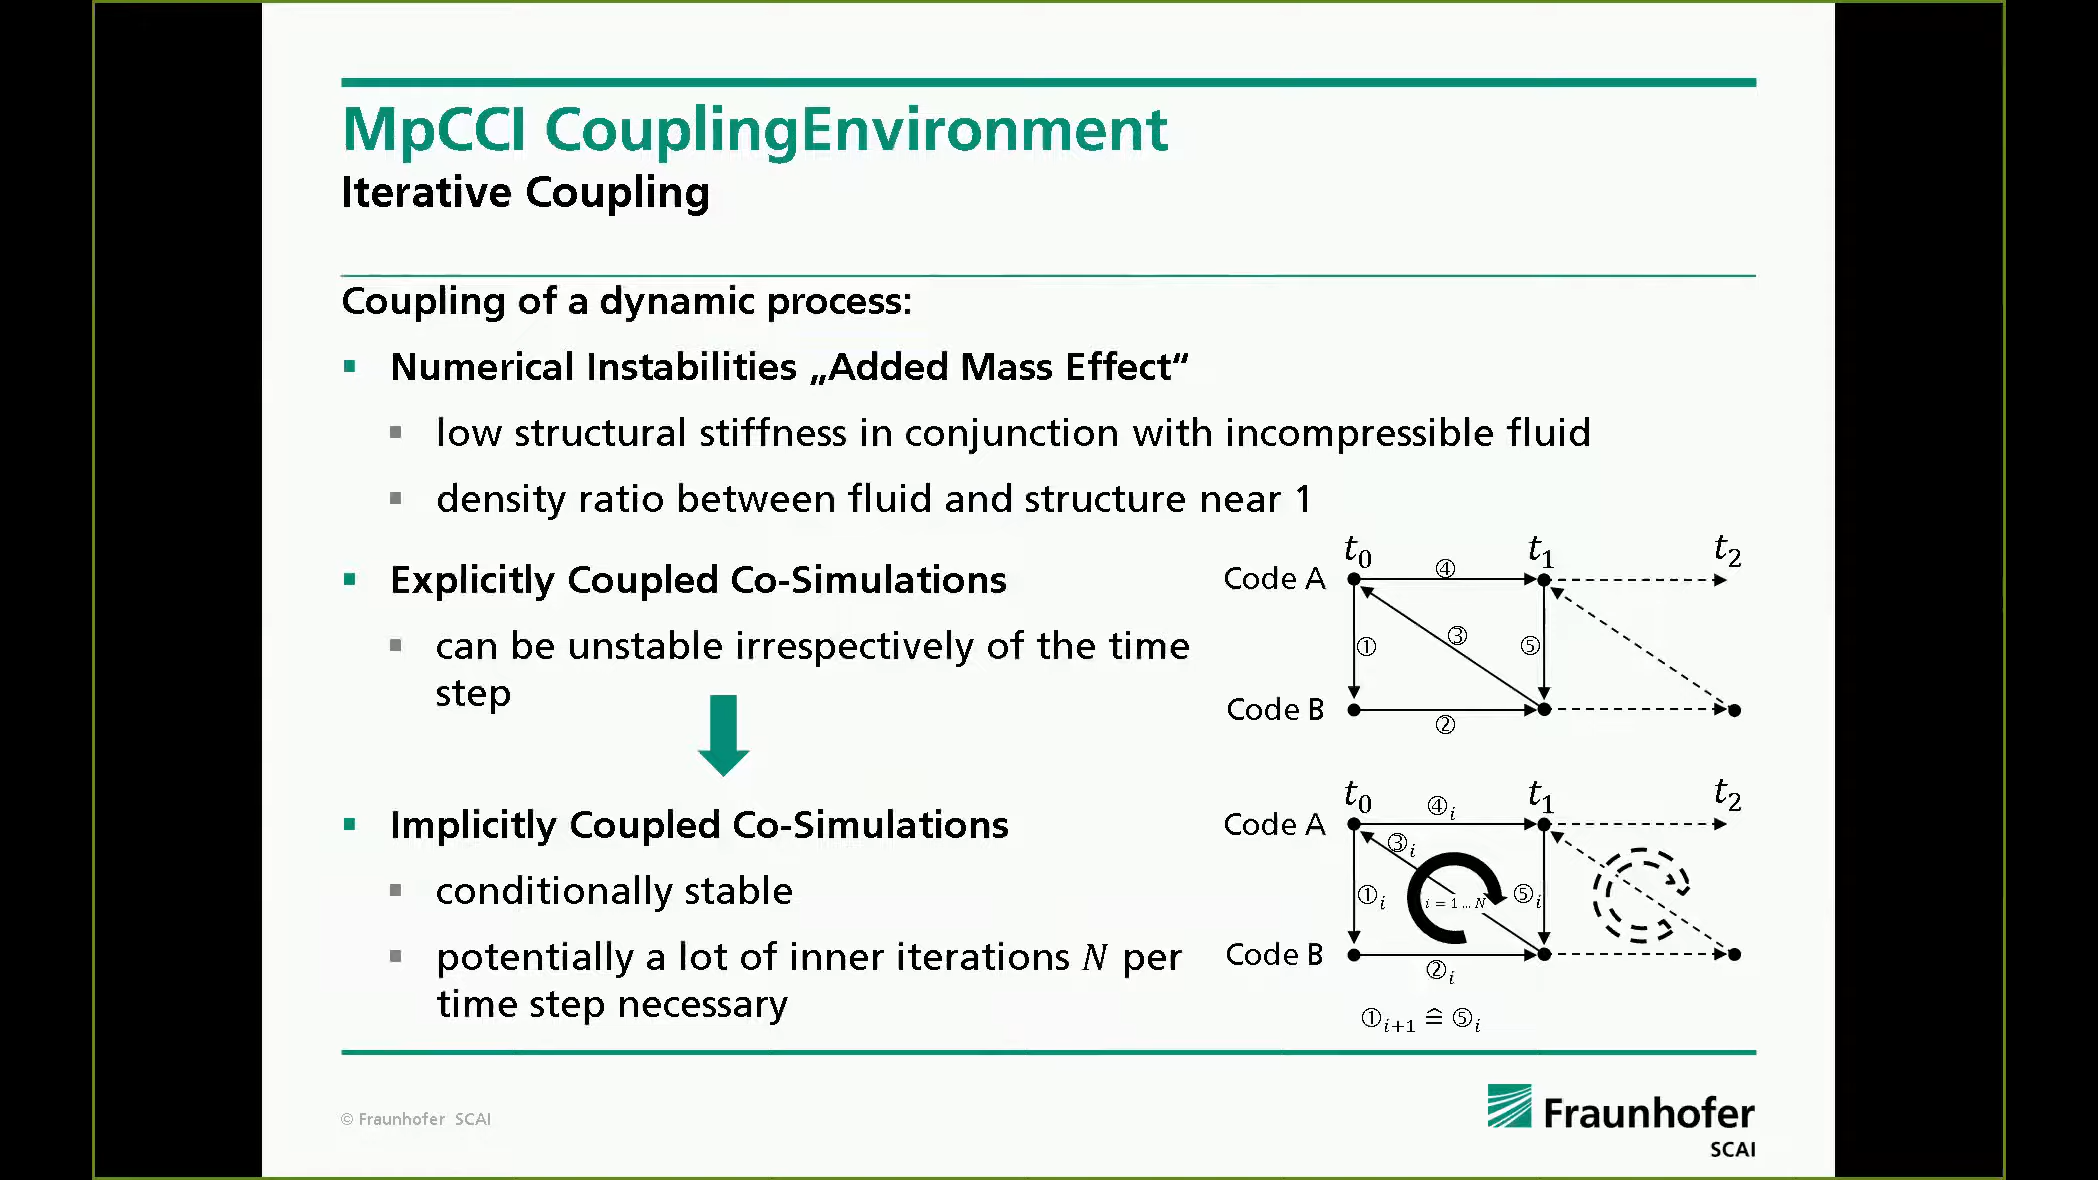 MpCCI CouplingEnvironment
Iterative Coupling
Coupling of a dynamic process:
▪ Numerical Instabilities „Added Mass Effect“
▪ low structural stiffness in conjunction with incompressible fluid
▪ density ratio between fluid and structure near 1
▪ Explicitly Coupled Co-Simulations
▪ can be unstable irrespectively of the time
step
t₀ t₁ t₂
Code A ④
① ③ ⑤
Code B ②
▪ Implicitly Coupled Co-Simulations
▪ conditionally stable
▪ potentially a lot of inner iterations N per
time step necessary
t₀ t₁ t₂
Code A ④ᵢ
③ᵢ
①ᵢ i = 1 … N ⑤ᵢ
Code B ②ᵢ
①ᵢ₊₁ ≘ ⑤ᵢ
© Fraunhofer SCAI
Fraunhofer
SCAI